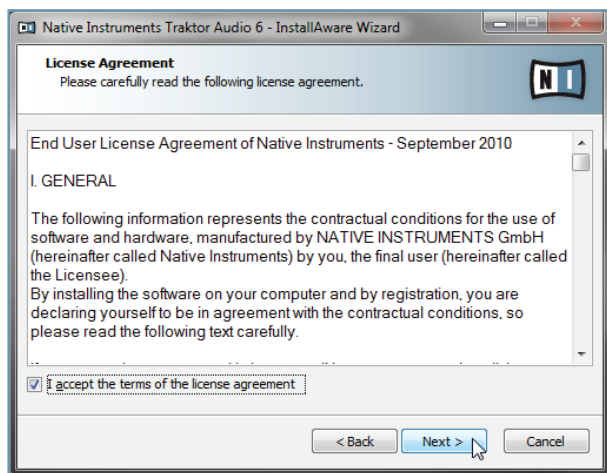 Native Instruments Traktor Audio 6 - InstallAware Wizard
License Agreement
Please carefully read the following license agreement.
N I
End User License Agreement of Native Instruments - September 2010
I. GENERAL
The following information represents the contractual conditions for the use of
software and hardware, manufactured by NATIVE INSTRUMENTS GmbH
(hereinafter called Native Instruments) by you, the final user (hereinafter called
the Licensee).
By installing the software on your computer and by registration, you are
declaring yourself to be in agreement with the contractual conditions, so
please read the following text carefully.
I accept the terms of the license agreement
< Back Next > Cancel